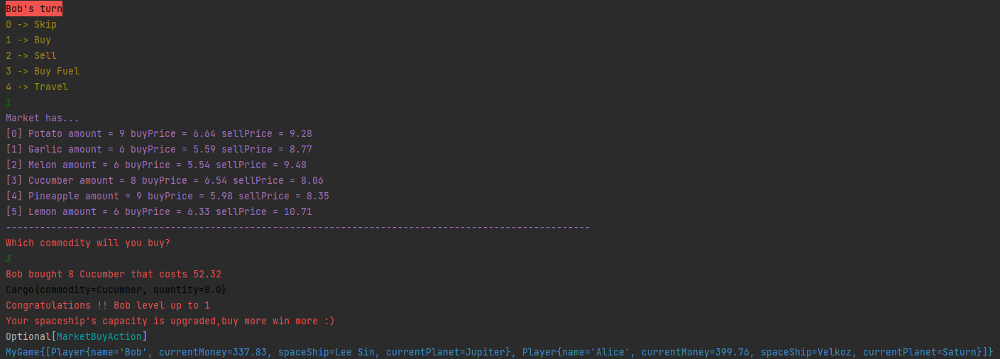 Bob's turn
0 -> Skip
1 -> Buy
2 -> Sell
3 -> Buy Fuel
4 -> Travel
1
Market has...
[0] Potato amount = 9 buyPrice = 6.64 sellPrice = 9.28
[1] Garlic amount = 6 buyPrice = 5.59 sellPrice = 8.77
[2] Melon amount = 6 buyPrice = 5.54 sellPrice = 9.48
[3] Cucumber amount = 8 buyPrice = 6.54 sellPrice = 8.06
[4] Pineapple amount = 9 buyPrice = 5.98 sellPrice = 8.35
[5] Lemon amount = 6 buyPrice = 6.33 sellPrice = 10.71
-------------------------------------------------------------------------------------------------------
Which commodity will you buy?
3
Bob bought 8 Cucumber that costs 52.32
Cargo{commodity=Cucumber, quantity=8.0}
Congratulations !! Bob level up to 1
Your spaceship's capacity is upgraded,buy more win more :)
Optional[MarketBuyAction]
MyGame{[Player{name='Bob', currentMoney=337.83, spaceShip=Lee Sin, currentPlanet=Jupiter}, Player{name='Alice', currentMoney=399.76, spaceShip=Velkoz, currentPlanet=Saturn}]}